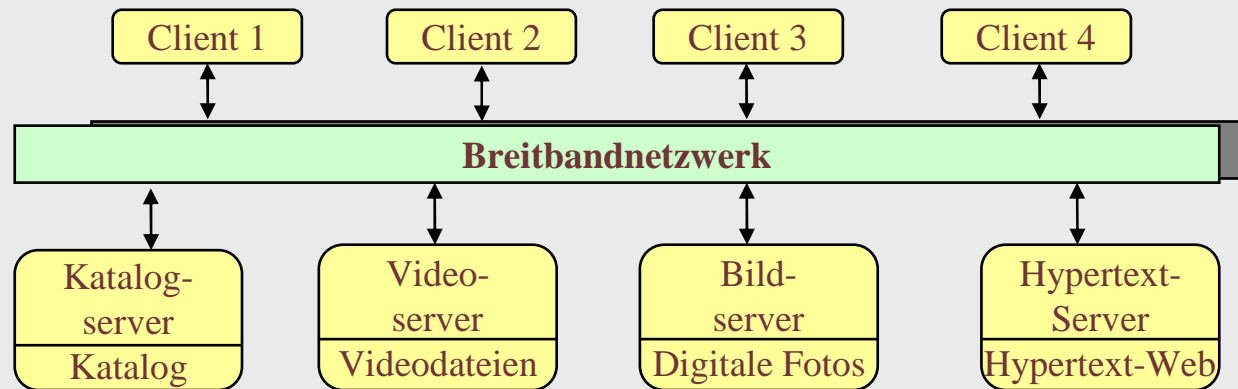 Client 1
Client 2
Client 3
Client 4
Breitbandnetzwerk
Katalog-
server
Katalog
Video-
server
Videodateien
Bild-
server
Digitale Fotos
Hypertext-
Server
Hypertext-Web